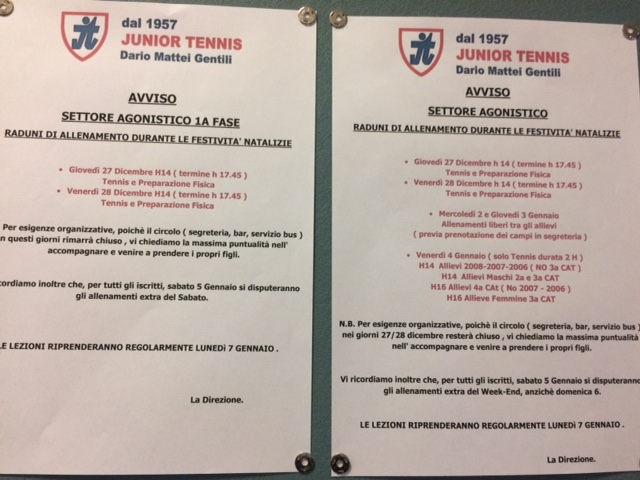 dal 1957
JUNIOR TENNIS
Dario Mattei Gentili
AVVISO
SETTORE AGONISTICO 1A FASE
RADUNI DI ALLENAMENTO DURANTE LE FESTIVITA' NATALIZIE
• Giovedì 27 Dicembre H14 ( termine h 17.45 )
Tennis e Preparazione Fisica
• Venerdì 28 Dicembre H14 ( termine h 17.45 )
Tennis e Preparazione Fisica
Per esigenze organizzative, poichè il circolo ( segreteria, bar, servizio bus )
in questi giorni rimarrà chiuso , vi chiediamo la massima puntualità nell'
accompagnare e venire a prendere i propri figli.
cordiamo inoltre che, per tutti gli iscritti, sabato 5 Gennaio si disputeranno
gli allenamenti extra del Sabato.
LE LEZIONI RIPRENDERANNO REGOLARMENTE LUNEDì 7 GENNAIO .
La Direzione.
dal 1957
JUNIOR TENNIS
Dario Mattei Gentili
AVVISO
SETTORE AGONISTICO
RADUNI DI ALLENAMENTO DURANTE LE FESTIVITA' NATALIZIE
• Giovedì 27 Dicembre h 14 ( termine h 17.45 )
Tennis e Preparazione Fisica
• Venerdì 28 Dicembre h 14 ( termine h 17.45 )
Tennis e Preparazione Fisica
• Mercoledì 2 e Giovedì 3 Gennaio
Allenamenti liberi tra gli allievi
( previa prenotazione dei campi in segreteria )
• Venerdì 4 Gennaio ( solo Tennis durata 2 H )
H14 Allievi 2008-2007-2006 ( NO 3a CAT )
H14 Allievi Maschi 2a e 3a CAT
H16 Allievi 4a CAt ( No 2007 - 2006 )
H16 Allieve Femmine 3a CAT
N.B. Per esigenze organizzative, poichè il circolo ( segreteria, bar, servizio bus )
nei giorni 27/28 dicembre resterà chiuso , vi chiediamo la massima puntualità
nell' accompagnare e venire a prendere i propri figli.
Vi ricordiamo inoltre che, per tutti gli iscritti, sabato 5 Gennaio si disputeranno
gli allenamenti extra del Week-End, anzichè domenica 6.
LE LEZIONI RIPRENDERANNO REGOLARMENTE LUNEDì 7 GENNAIO .
La Direzione.